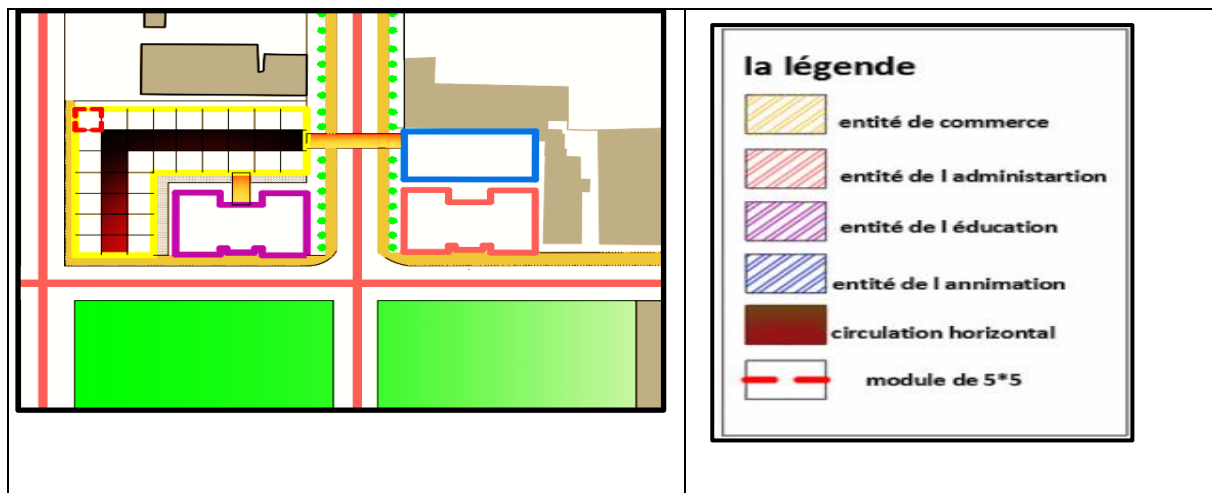 la légende
entité de commerce
entité de l administartion
entité de l éducation
entité de l annimation
circulation horizontal
module de 5*5